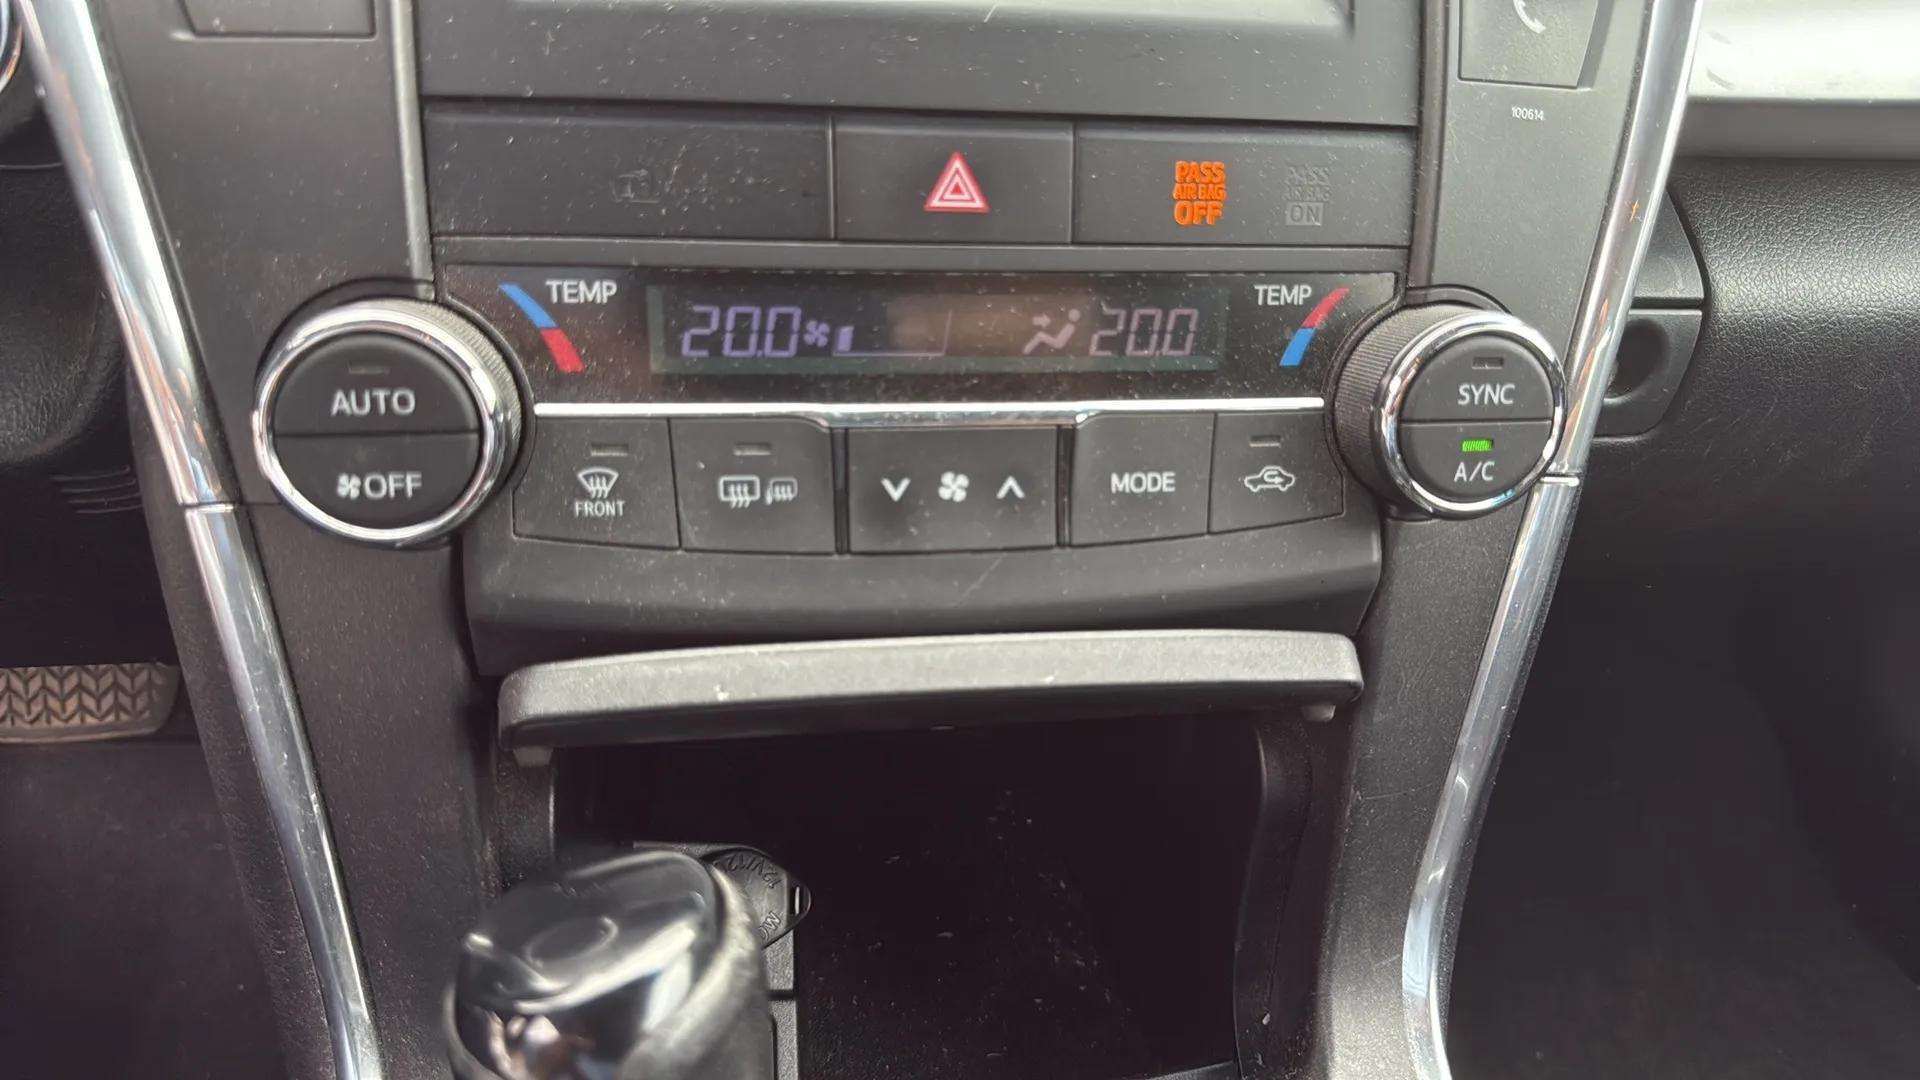 100614
PASS
AIR BAG
OFF
PASS
AIR BAG
ON
TEMP
20.0
20.0
TEMP
AUTO
OFF
FRONT
MODE
SYNC
A/C